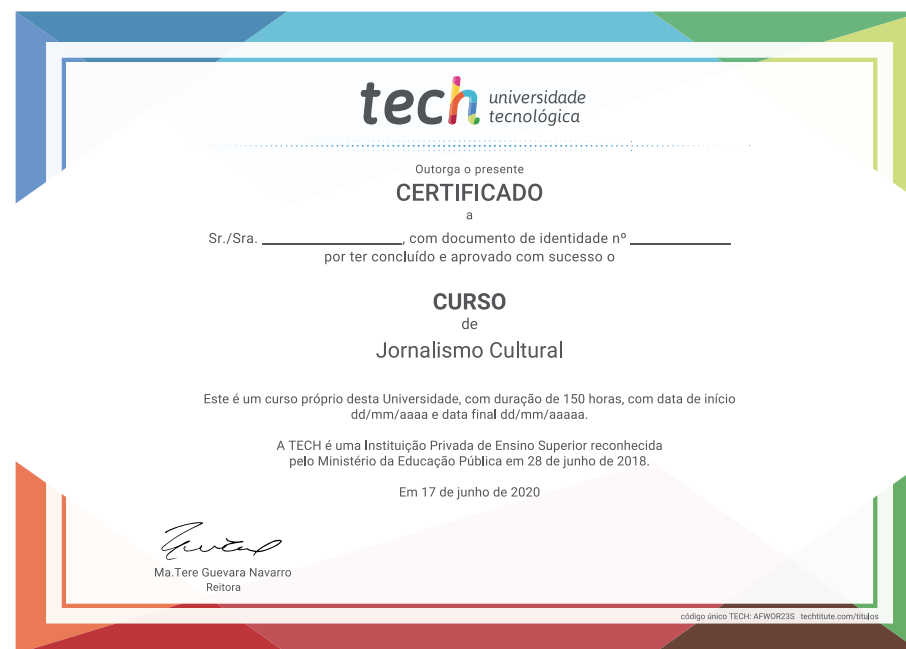 tech universidade
tecnológica
Outorga o presente
CERTIFICADO
a
Sr./Sra. ____________, com documento de identidade nº ____________
por ter concluído e aprovado com sucesso o
CURSO
de
Jornalismo Cultural
Este é um curso próprio desta Universidade, com duração de 150 horas, com data de início
dd/mm/aaaa e data final dd/mm/aaaaa.
A TECH é uma Instituição Privada de Ensino Superior reconhecida
pelo Ministério da Educação Pública em 28 de junho de 2018.
Em 17 de junho de 2020
Ma.Tere Guevara Navarro
Reitora
código único TECH: AFWOR23S techtitute.com/titulos